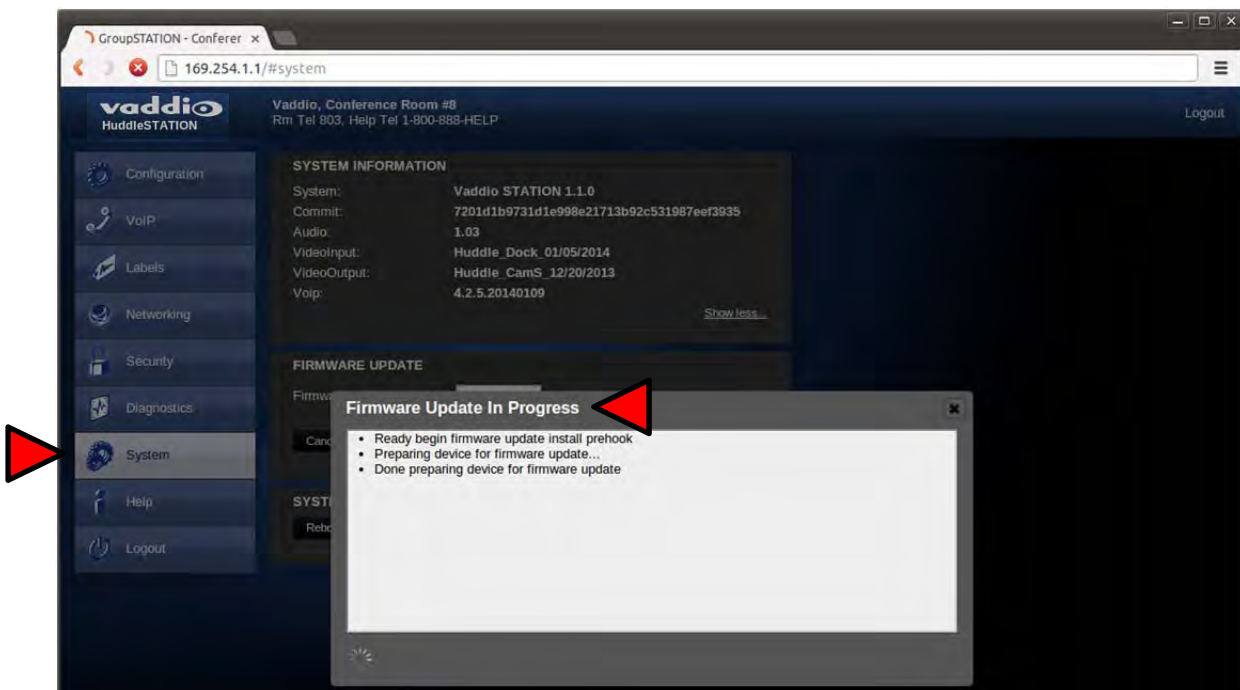 GroupSTATION - Conferer
169.254.1.1/#system
vaddio
HuddleSTATION
Vaddio, Conference Room #8
Rm Tel 803, Help Tel 1-800-888-HELP
Logout
Configuration
VoIP
Labels
Networking
Security
Diagnostics
System
Help
Logout
SYSTEM INFORMATION
System: Vaddio STATION 1.1.0
Commit: 7201d1b9731d1e998e21713b92c531987eef3935
Audio: 1.03
VideoInput: Huddle_Dock_01/05/2014
VideoOutput: Huddle_CamS_12/20/2013
Voip: 4.2.5.20140109
Show less...
FIRMWARE UPDATE
Firmwa
Canc
SYSTE
Rebo
Firmware Update In Progress
• Ready begin firmware update install prehook
• Preparing device for firmware update...
• Done preparing device for firmware update